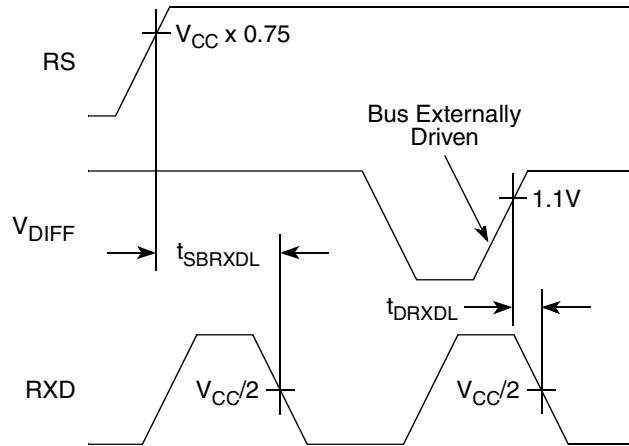 RS
V_CC x 0.75
Bus Externally
Driven
V_DIFF
1.1V
t_SBRXDL
t_DRXDL
RXD
V_CC/2
V_CC/2